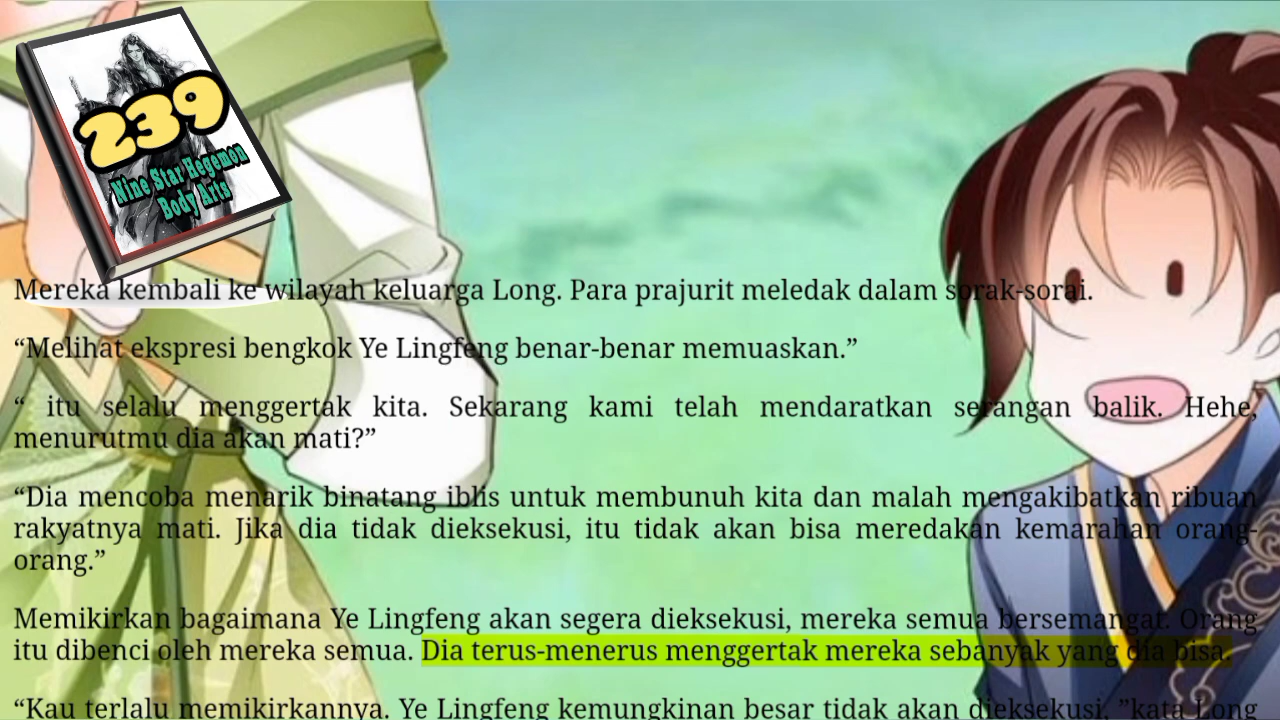 239
Nine Star Hegemon
Body Arts
Mereka kembali ke wilayah keluarga Long. Para prajurit meledak dalam sorak-sorai.
“Melihat ekspresi bengkok Ye Lingfeng benar-benar memuaskan.”
“ itu selalu menggertak kita. Sekarang kami telah mendaratkan serangan balik. Hehe,
menurutmu dia akan mati?”
“Dia mencoba menarik binatang iblis untuk membunuh kita dan malah mengakibatkan ribuan
rakyatnya mati. Jika dia tidak dieksekusi, itu tidak akan bisa meredakan kemarahan orang-
orang.”
Memikirkan bagaimana Ye Lingfeng akan segera dieksekusi, mereka semua bersemangat. Orang
itu dibenci oleh mereka semua. Dia terus-menerus menggertak mereka sebanyak yang dia bisa.
“Kau terlalu memikirkannya. Ye Lingfeng kemungkinan besar tidak akan dieksekusi, ”kata Long